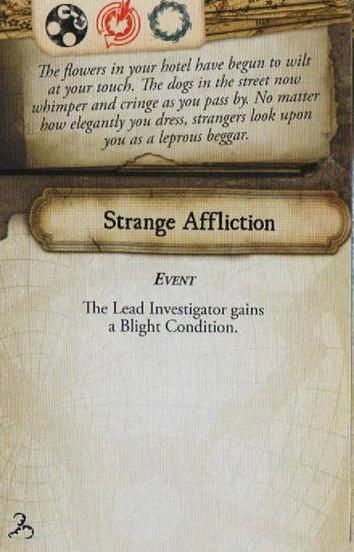 The flowers in your hotel have begun to wilt
at your touch. The dogs in the street now
whimper and cringe as you pass by. No matter
how elegantly you dress, strangers look upon
you as a leprous beggar.
Strange Affliction
Event
The Lead Investigator gains
a Blight Condition.